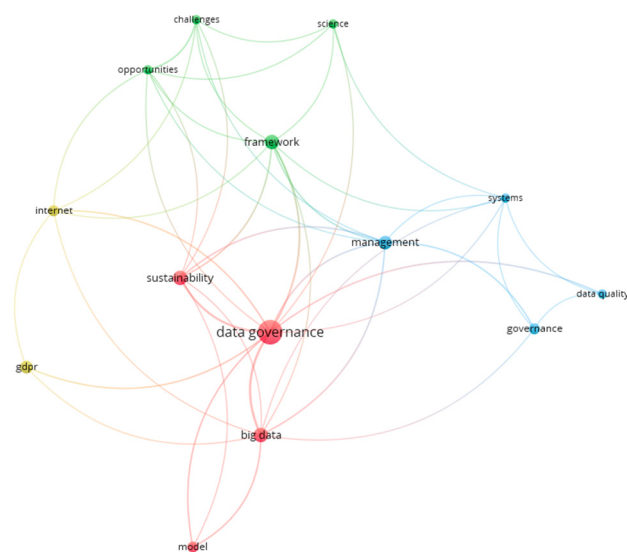 challenges
science
opportunities
framework
internet
systems
management
sustainability
data quality
data governance
governance
gdpr
big data
model